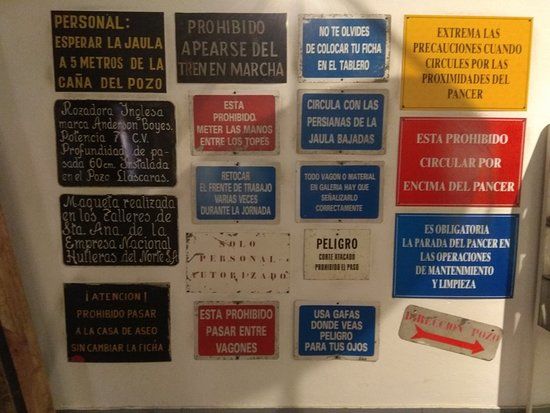 PERSONAL:
ESPERAR LA JAULA
A 5 METROS DE LA
CAÑA DEL POZO
Rozadora Inglesa
marca Anderson Boyes.
Potencia 7 C.V.
Profundidad de pa-
sada 60cm. Instalada
en el Pozo Llascaras.
Maqueta realizada
en los Talleres de
Sta Ana, de la
Empresa Nacional
Hulleras del Norte S.A
¡ATENCION!
PROHIBIDO PASAR
A LA CASA DE ASEO
SIN CAMBIAR LA FICHA
PROHIBIDO
APEARSE DEL
TREN EN MARCHA
ESTA
PROHIBIDO.
METER LAS MANOS
ENTRE LOS TOPES
RETOCAR
EL FRENTE DE TRABAJO
VARIAS VECES
DURANTE LA JORNADA
SOLO
PERSONAL
AUTORIZADO
ESTA PROHIBIDO
PASAR ENTRE
VAGONES
NO TE OLVIDES
DE COLOCAR TU FICHA
EN EL TABLERO
CIRCULA CON LAS
PERSIANAS DE LA
JAULA BAJADAS
TODO VAGON O MATERIAL
EN GALERIA HAY QUE
SEÑALIZARLO
CORRECTAMENTE
PELIGRO
CORTE ATACADO
PROHIBIDO EL PASO
USA GAFAS
DONDE VEAS
PELIGRO
PARA TUS OJOS
EXTREMA LAS
PRECAUCIONES CUANDO
CIRCULES POR LAS
PROXIMIDADES DEL
PANCER
ESTA PROHIBIDO
CIRCULAR POR
ENCIMA DEL PANCER
ES OBLIGATORIA
LA PARADA DEL PANCER EN
LAS OPERACIONES
DE MANTENIMIENTO
Y LIMPIEZA
DIRECCION POZO